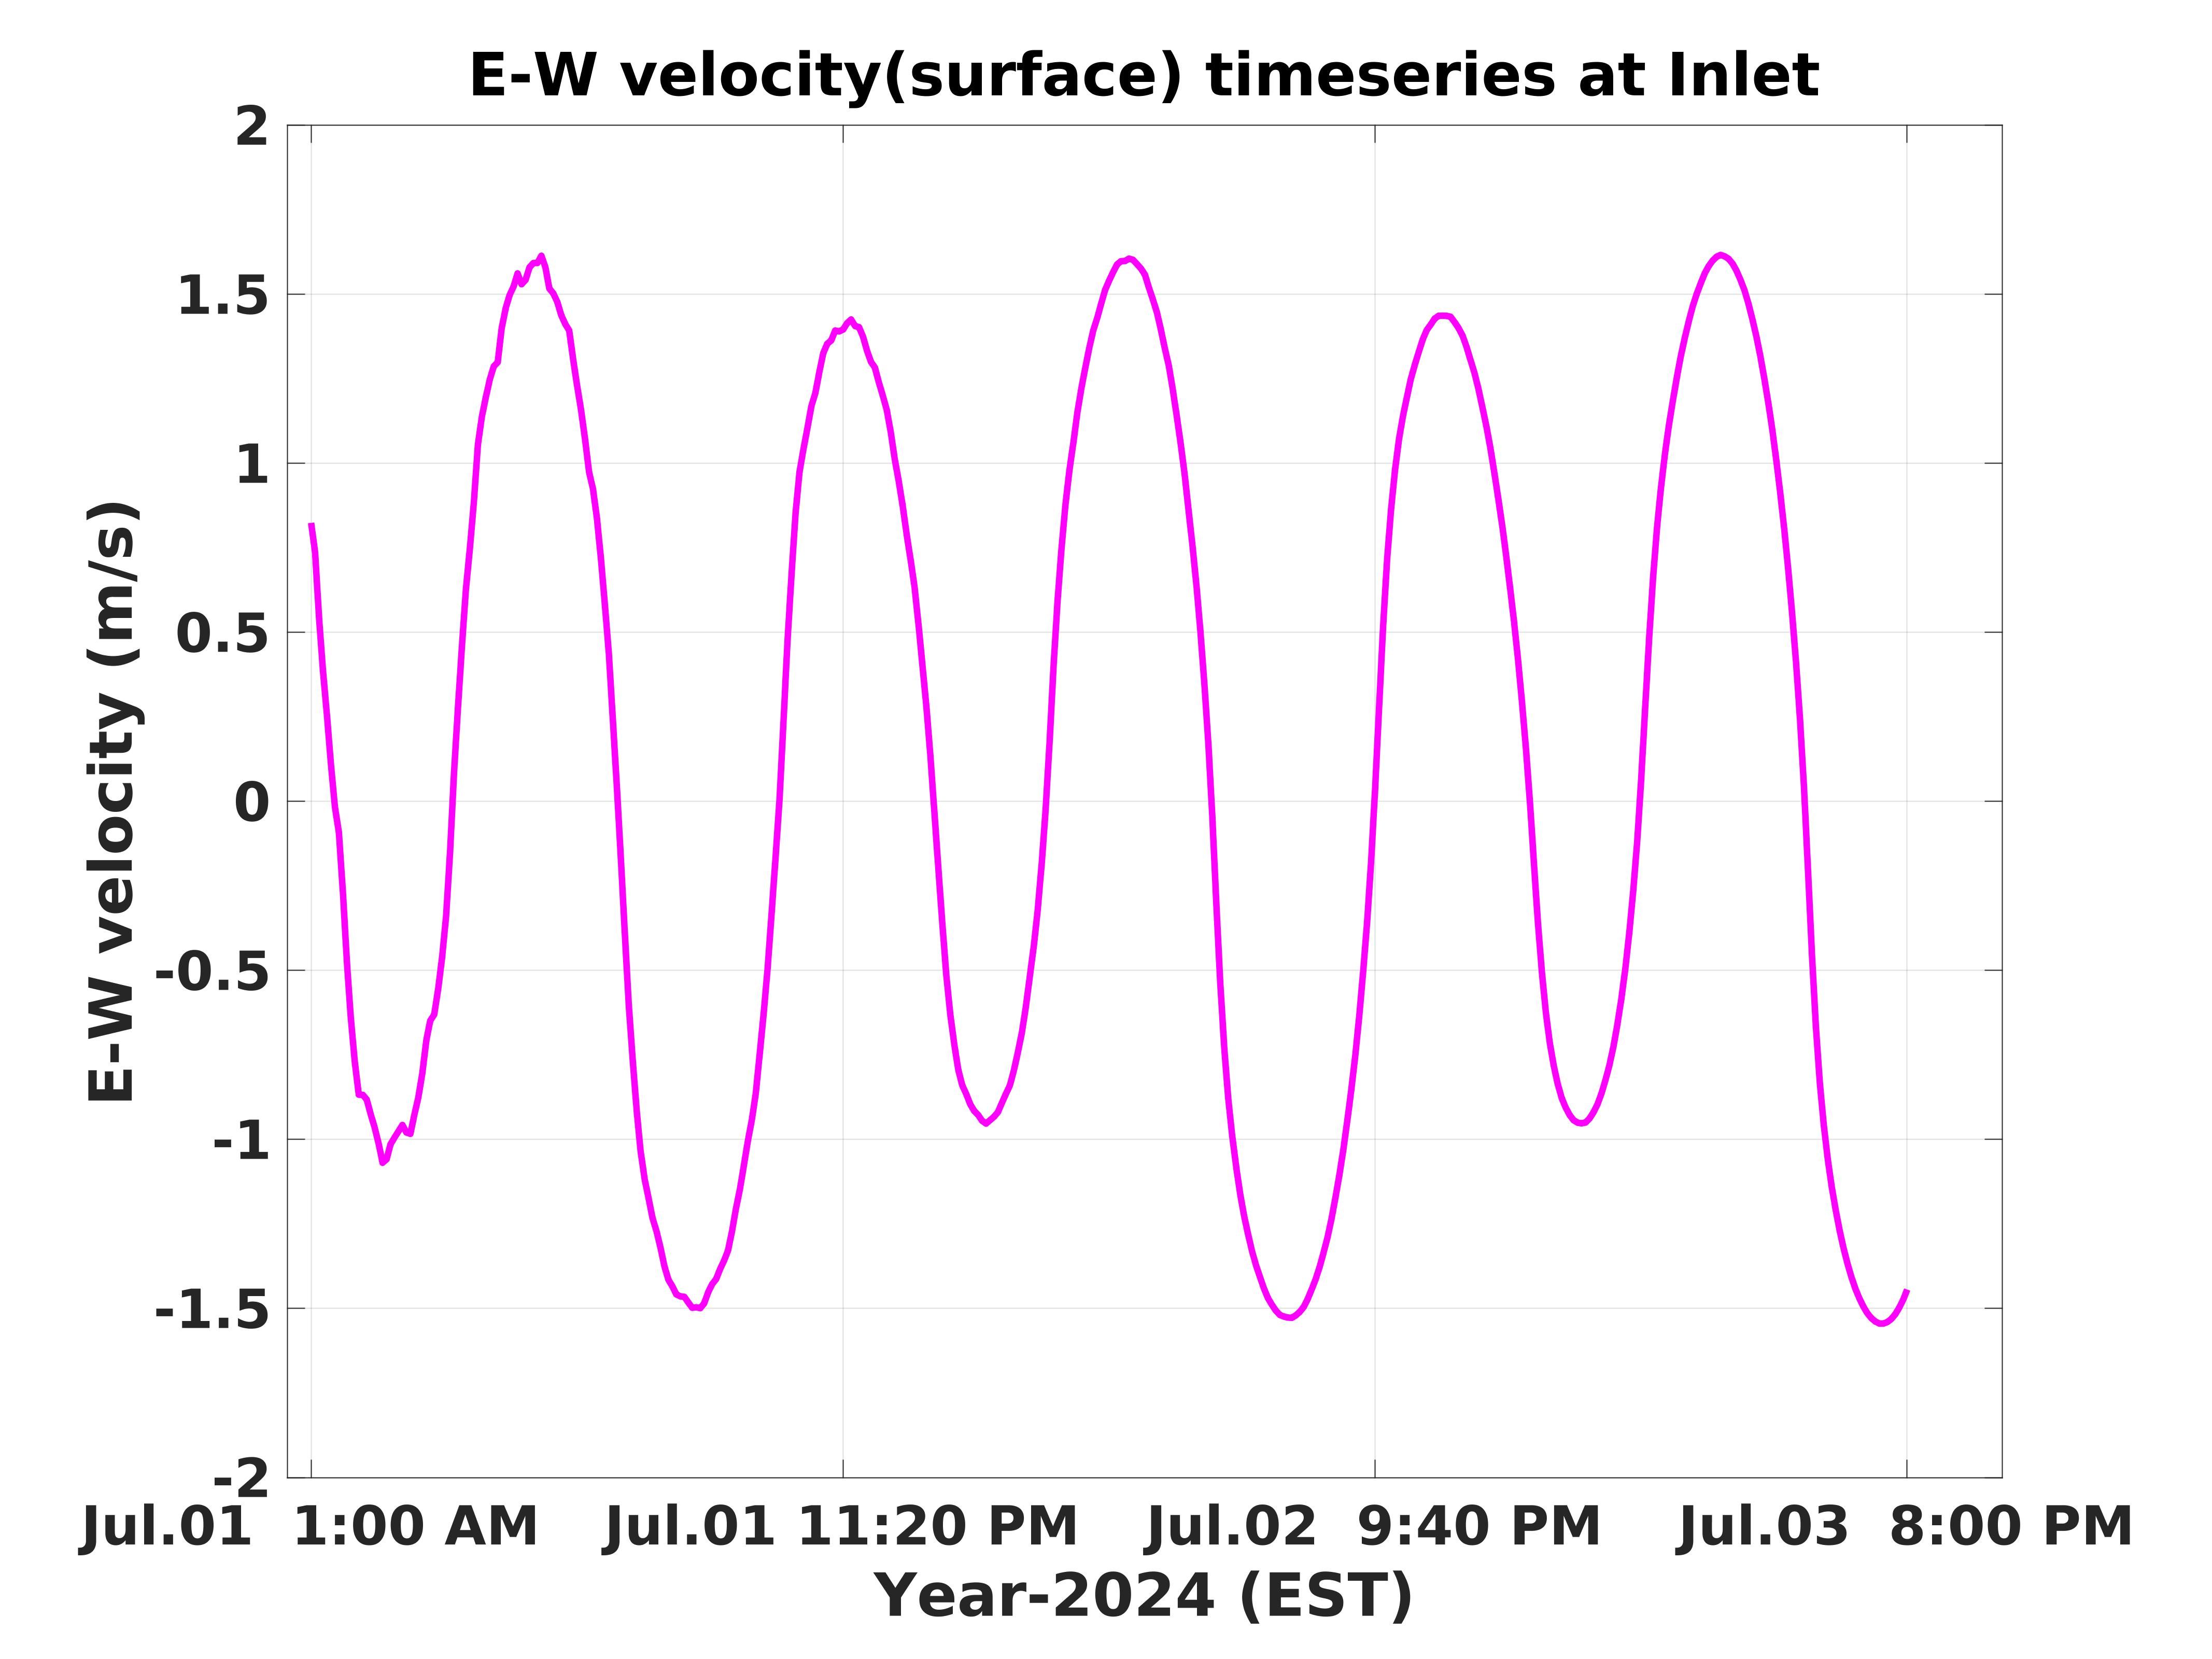 E-W velocity(surface) timeseries at Inlet
2
1.5
1
0.5
0
-0.5
-1
-1.5
-2
E-W velocity (m/s)
Jul.01 1:00 AM Jul.01 11:20 PM Jul.02 9:40 PM Jul.03 8:00 PM
Year-2024 (EST)